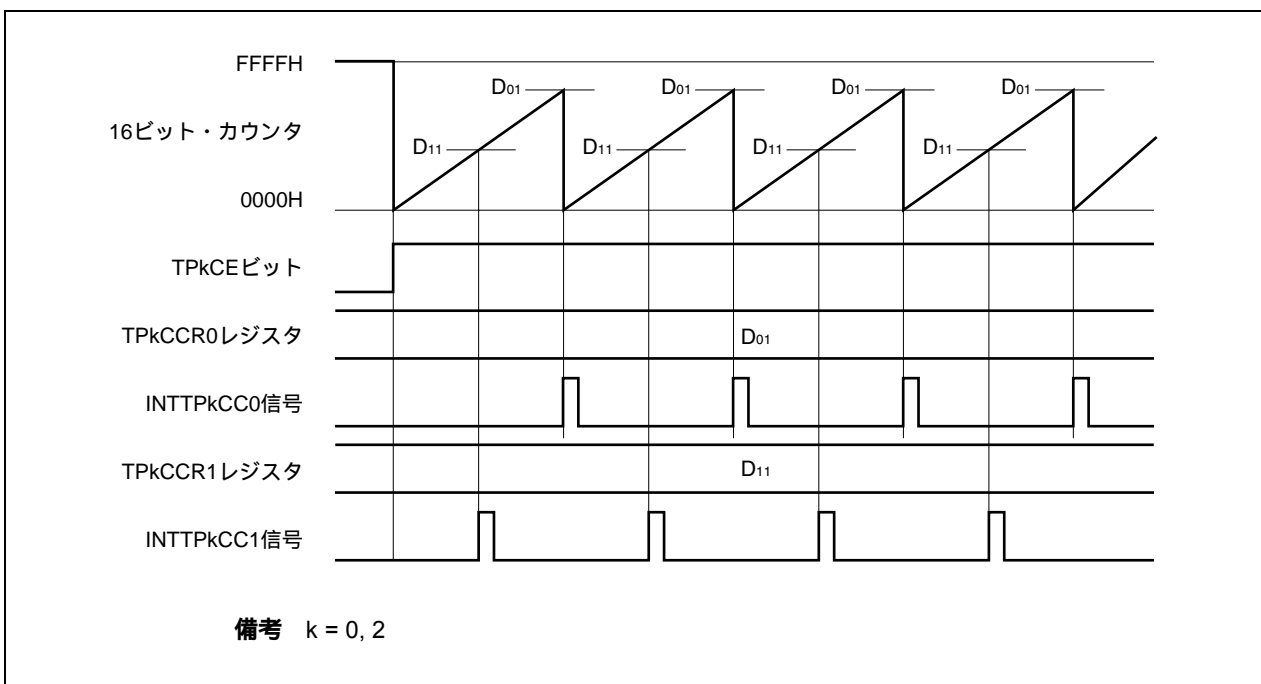 FFFFH
D01 D01 D01 D01
16ビット・カウンタ
D11 D11 D11 D11
0000H
TPkCEビット
TPkCCR0レジスタ D01
INTTPkCC0信号
TPkCCR1レジスタ D11
INTTPkCC1信号
備考 k = 0, 2